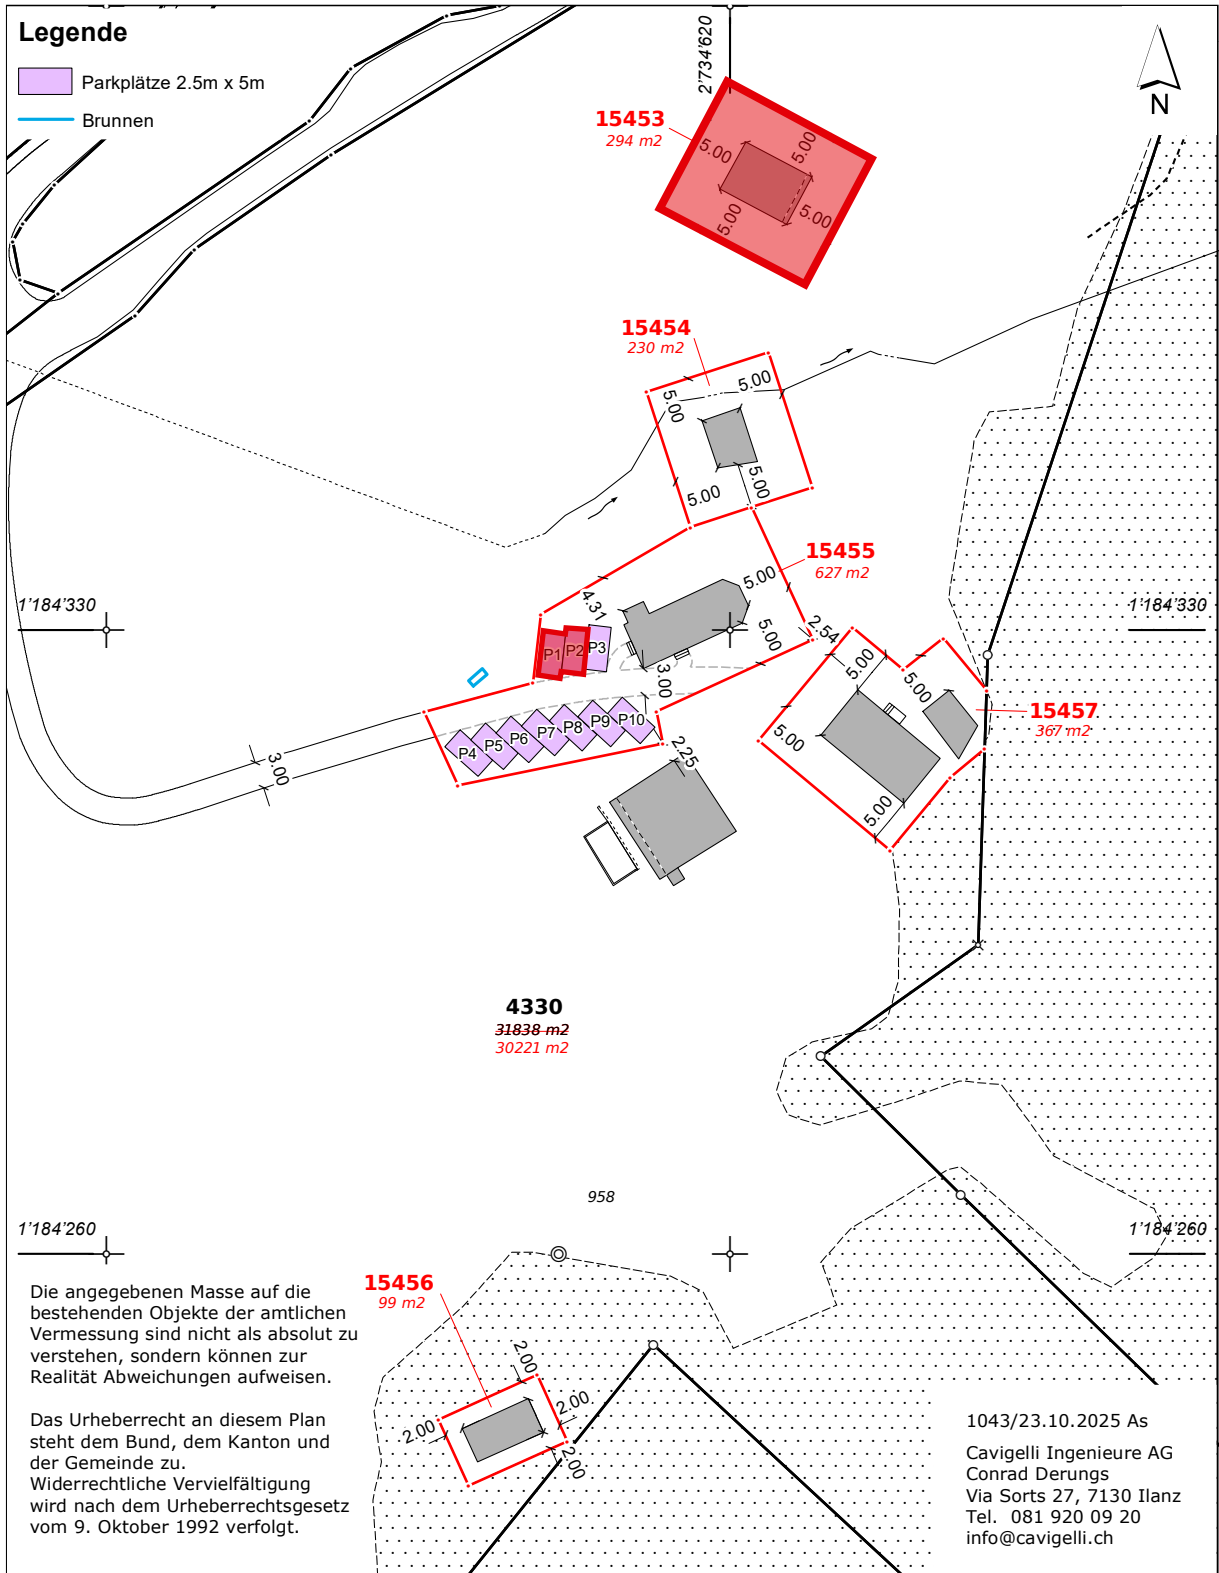 Legende
Parkplätze 2.5m x 5m
Brunnen
2'734'620
N
15453
294 m2
5.00
5.00
5.00
5.00
15454
230 m2
5.00
5.00
5.00
5.00
15455
627 m2
5.00
4.31
5.00
2.54
1'184'330
1'184'330
P1
P2
P3
3.00
5.00
5.00
15457
367 m2
5.00
5.00
P4
P5
P6
P7
P8
P9
P10
2.25
3.00
4330
31838 m2
30221 m2
958
1'184'260
1'184'260
15456
99 m2
2.00
2.00
2.00
2.00
Die angegebenen Masse auf die
bestehenden Objekte der amtlichen
Vermessung sind nicht als absolut zu
verstehen, sondern können zur
Realität Abweichungen aufweisen.
Das Urheberrecht an diesem Plan
steht dem Bund, dem Kanton und
der Gemeinde zu.
Widerrechtliche Vervielfältigung
wird nach dem Urheberrechtsgesetz
vom 9. Oktober 1992 verfolgt.
1043/23.10.2025 As
Cavigelli Ingenieure AG
Conrad Derungs
Via Sorts 27, 7130 Ilanz
Tel. 081 920 09 20
info@cavigelli.ch